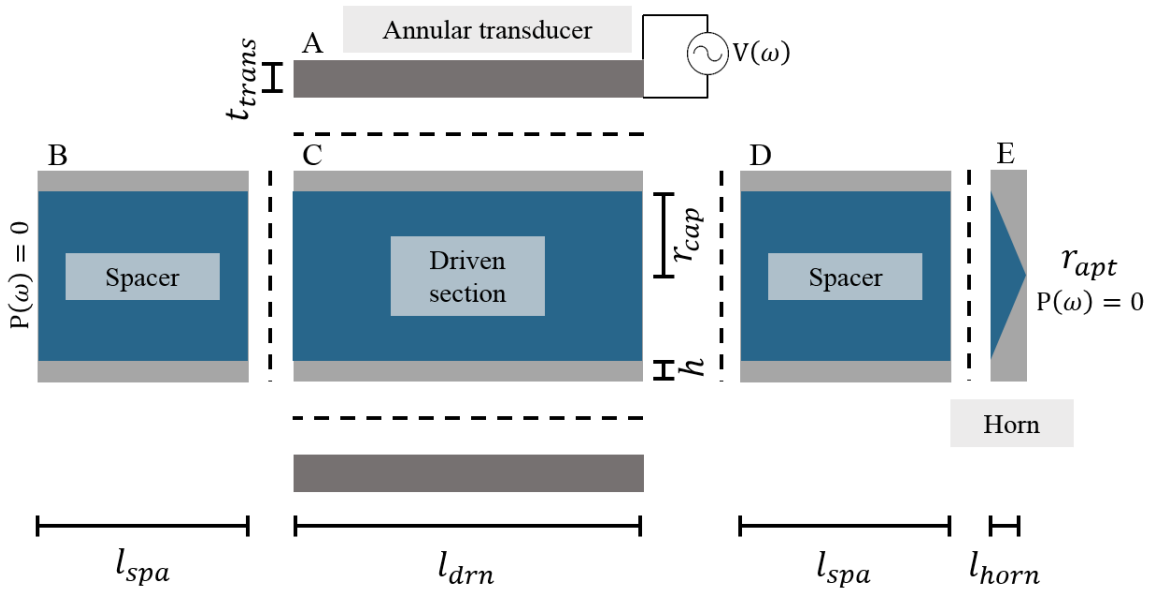 Annular transducer
A
V(ω)
t_trans
B
C
D
E
P(ω) = 0
Spacer
Driven
section
r_cap
Spacer
r_apt
P(ω) = 0
h
Horn
l_spa
l_drn
l_spa
l_horn